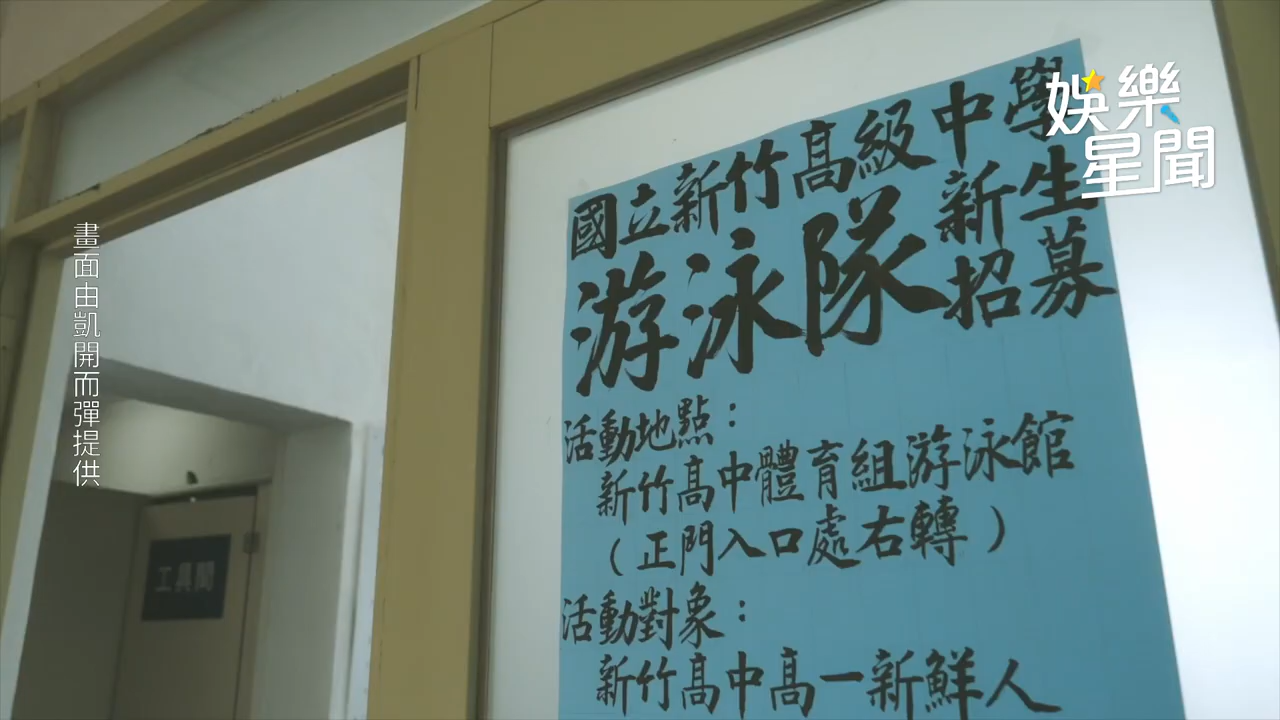 娛樂
星聞
國立新竹高級中學
游泳隊新生
招募
活動地點：
新竹高中體育組游泳館
（正門入口處右轉）
活動對象：
新竹高中高一新鮮人
畫面由凱開而彈提供
工具間